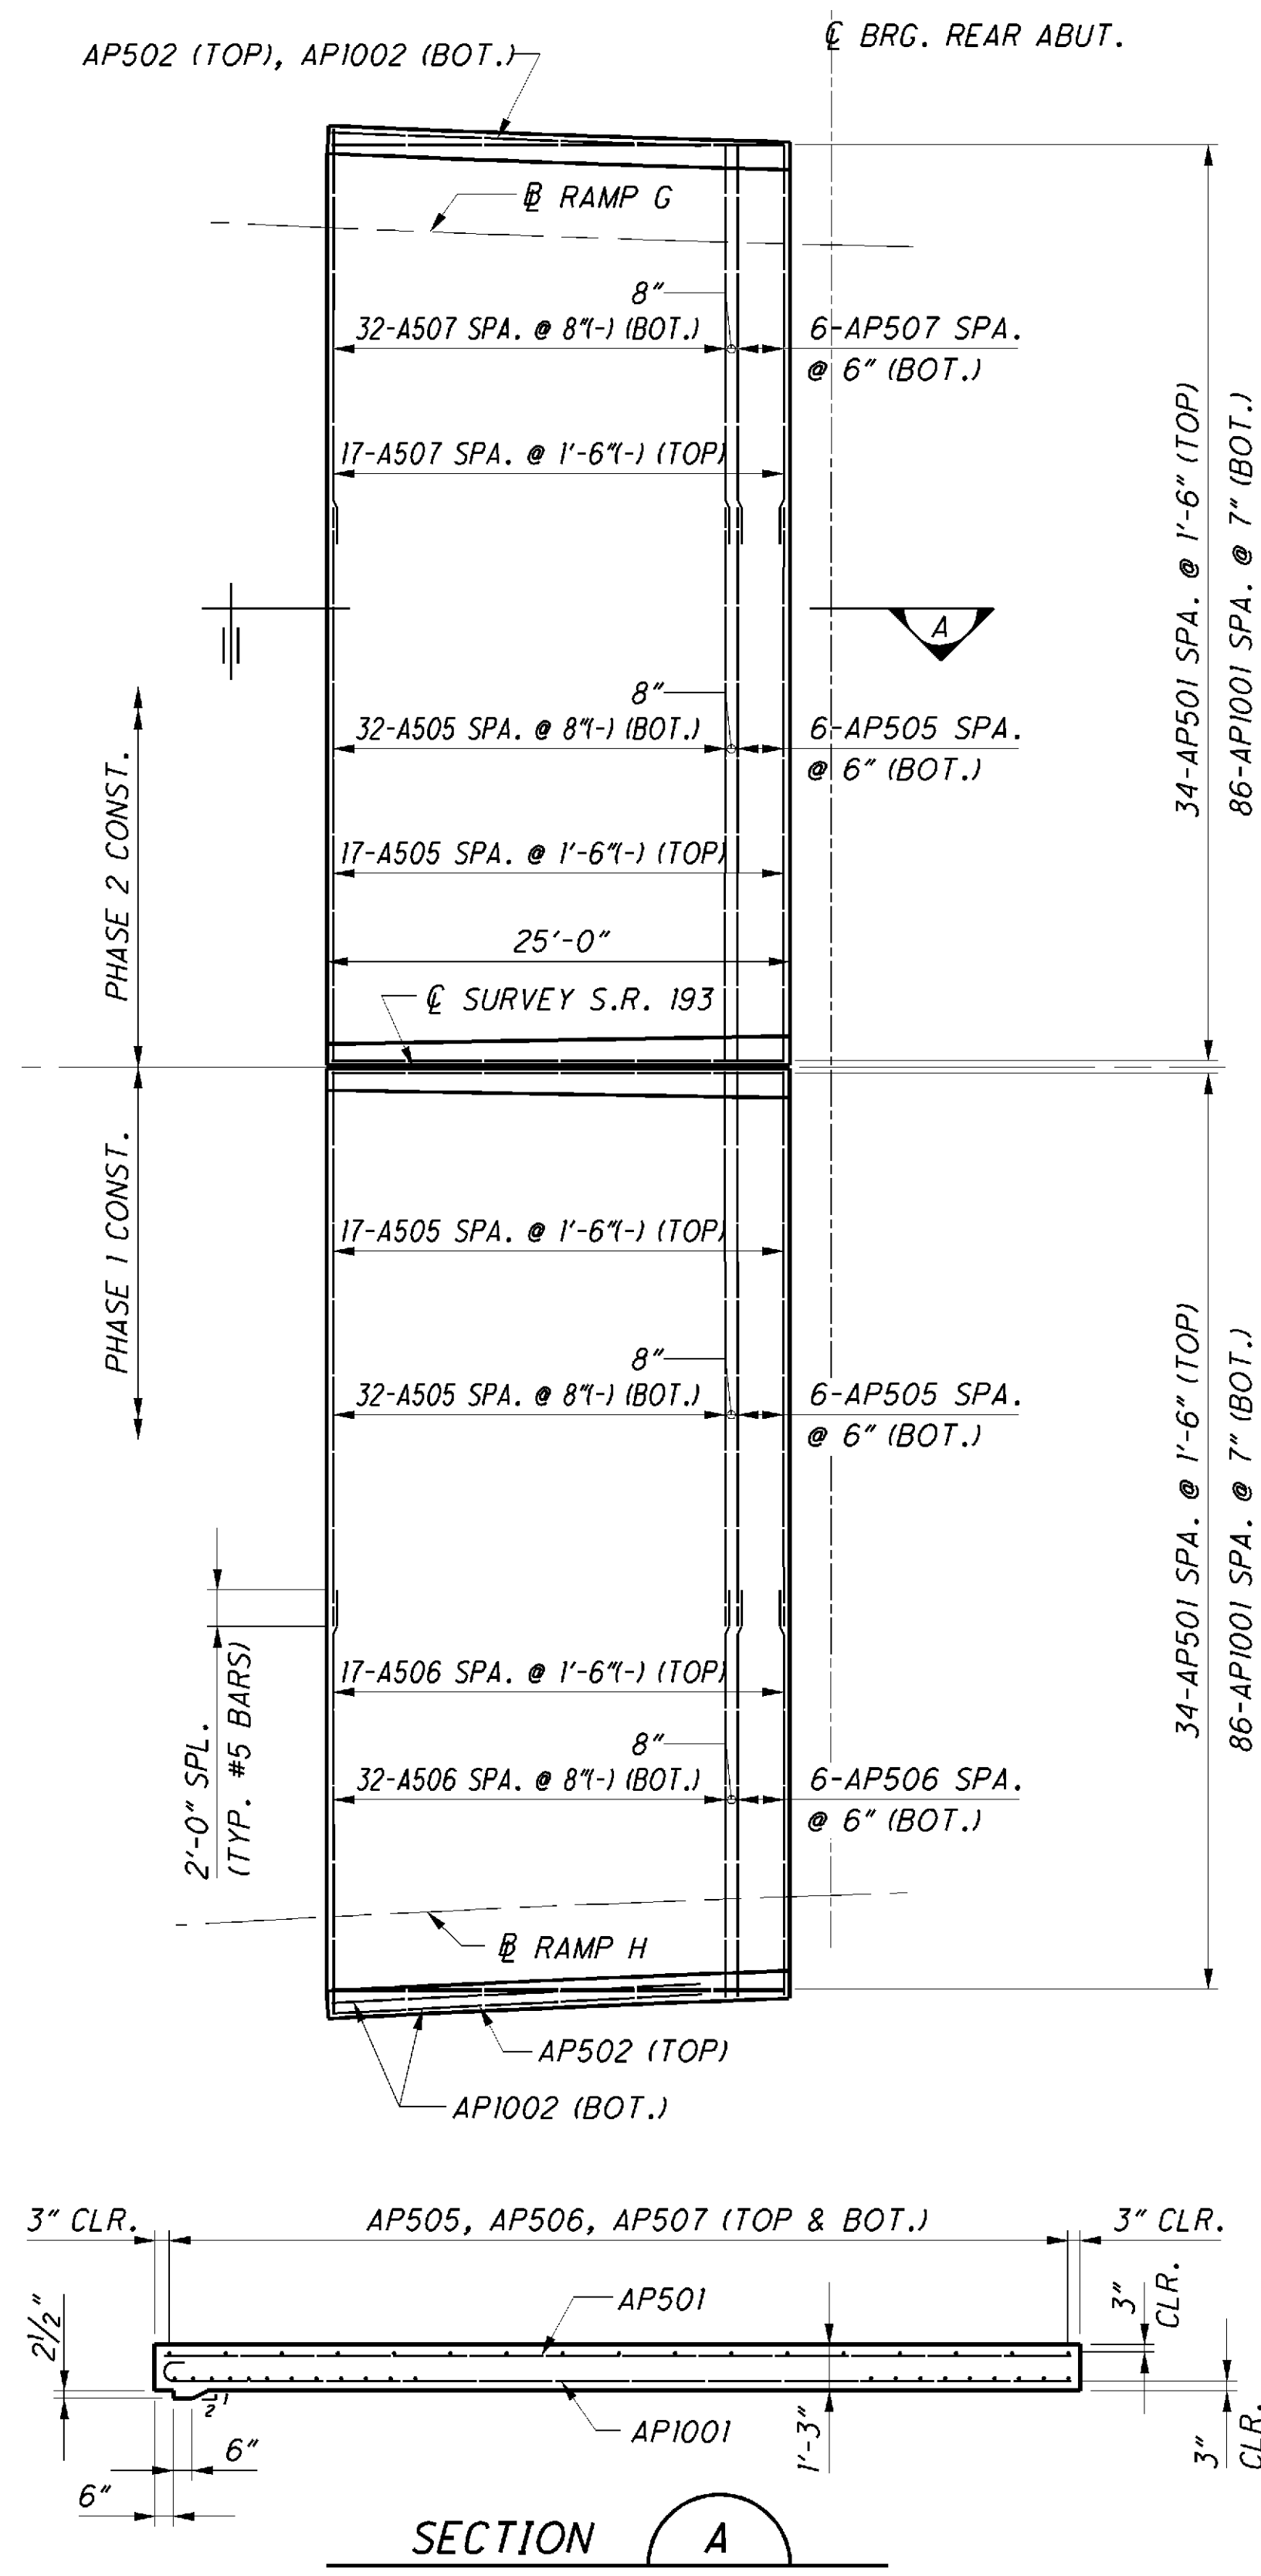 AP502 (TOP), AP1002 (BOT.)
℄ BRG. REAR ABUT.
℔ RAMP G
8"
32-A507 SPA. @ 8"(-) (BOT.)
6-AP507 SPA.
@ 6" (BOT.)
17-A507 SPA. @ 1'-6"(-) (TOP)
34-AP501 SPA. @ 1'-6" (TOP)
86-AP1001 SPA. @ 7" (BOT.)
A
8"
32-A505 SPA. @ 8"(-) (BOT.)
6-AP505 SPA.
@ 6" (BOT.)
PHASE 2 CONST.
17-A505 SPA. @ 1'-6"(-) (TOP)
25'-0"
℄ SURVEY S.R. 193
PHASE 1 CONST.
17-A505 SPA. @ 1'-6"(-) (TOP)
8"
32-A505 SPA. @ 8"(-) (BOT.)
6-AP505 SPA.
@ 6" (BOT.)
34-AP501 SPA. @ 1'-6" (TOP)
86-AP1001 SPA. @ 7" (BOT.)
2'-0" SPL.
(TYP. #5 BARS)
17-A506 SPA. @ 1'-6"(-) (TOP)
8"
32-A506 SPA. @ 8"(-) (BOT.)
6-AP506 SPA.
@ 6" (BOT.)
℔ RAMP H
AP502 (TOP)
AP1002 (BOT.)
3" CLR.
AP505, AP506, AP507 (TOP & BOT.)
3" CLR.
2½"
AP501
3"
CLR.
2
1
AP1001
1'-3"
3"
CLR.
6"
6"
SECTION A